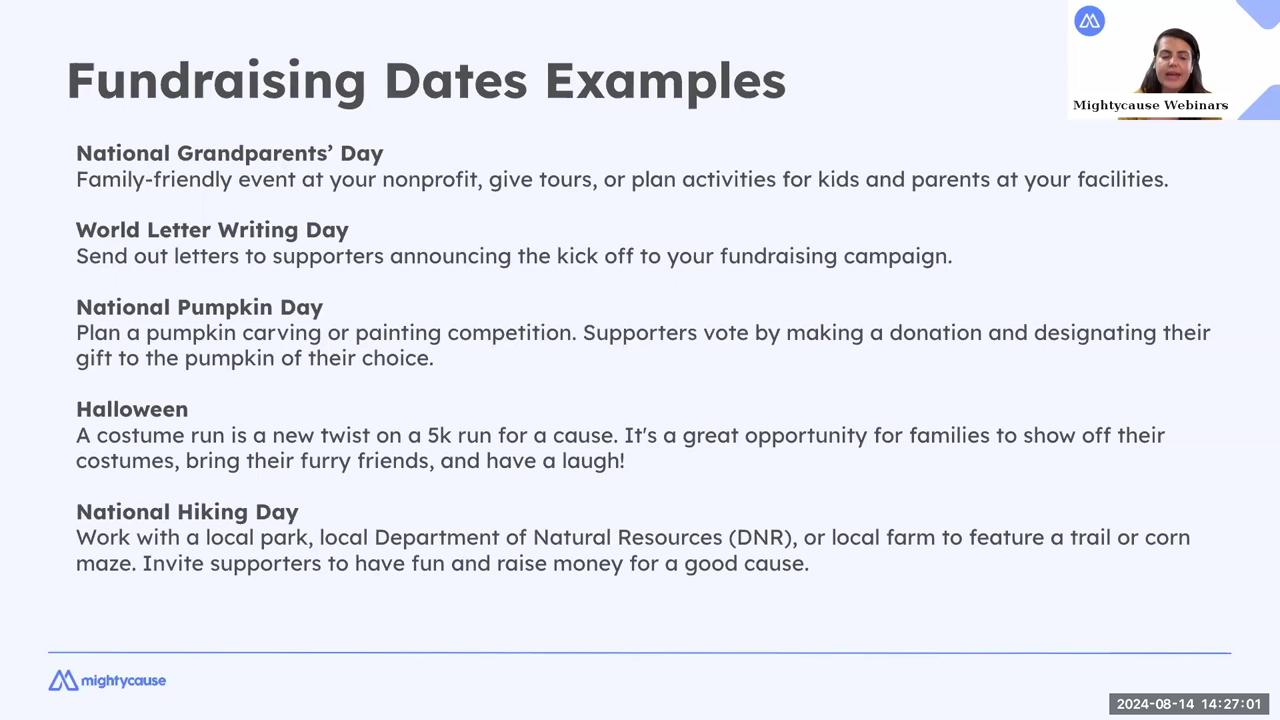 Fundraising Dates Examples
Mightycause Webinars
National Grandparents’ Day
Family-friendly event at your nonprofit, give tours, or plan activities for kids and parents at your facilities.
World Letter Writing Day
Send out letters to supporters announcing the kick off to your fundraising campaign.
National Pumpkin Day
Plan a pumpkin carving or painting competition. Supporters vote by making a donation and designating their
gift to the pumpkin of their choice.
Halloween
A costume run is a new twist on a 5k run for a cause. It's a great opportunity for families to show off their
costumes, bring their furry friends, and have a laugh!
National Hiking Day
Work with a local park, local Department of Natural Resources (DNR), or local farm to feature a trail or corn
maze. Invite supporters to have fun and raise money for a good cause.
mightycause
2024-08-14 14:27:01